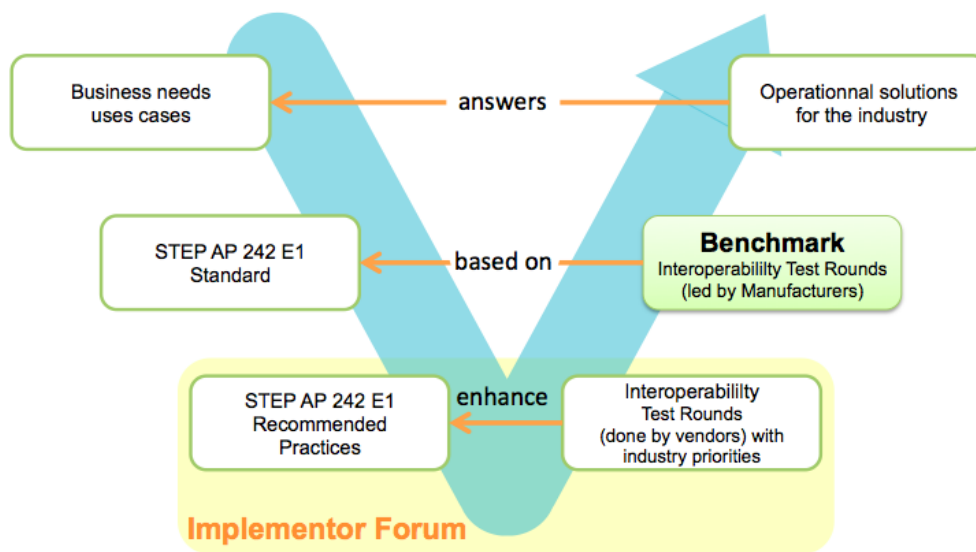 Business needs
uses cases
answers
Operationnal solutions
for the industry
STEP AP 242 E1
Standard
based on
Benchmark
Interoperabililty Test Rounds
(led by Manufacturers)
STEP AP 242 E1
Recommended
Practices
enhance
Interoperabililty
Test Rounds
(done by vendors) with
industry priorities
Implementor Forum